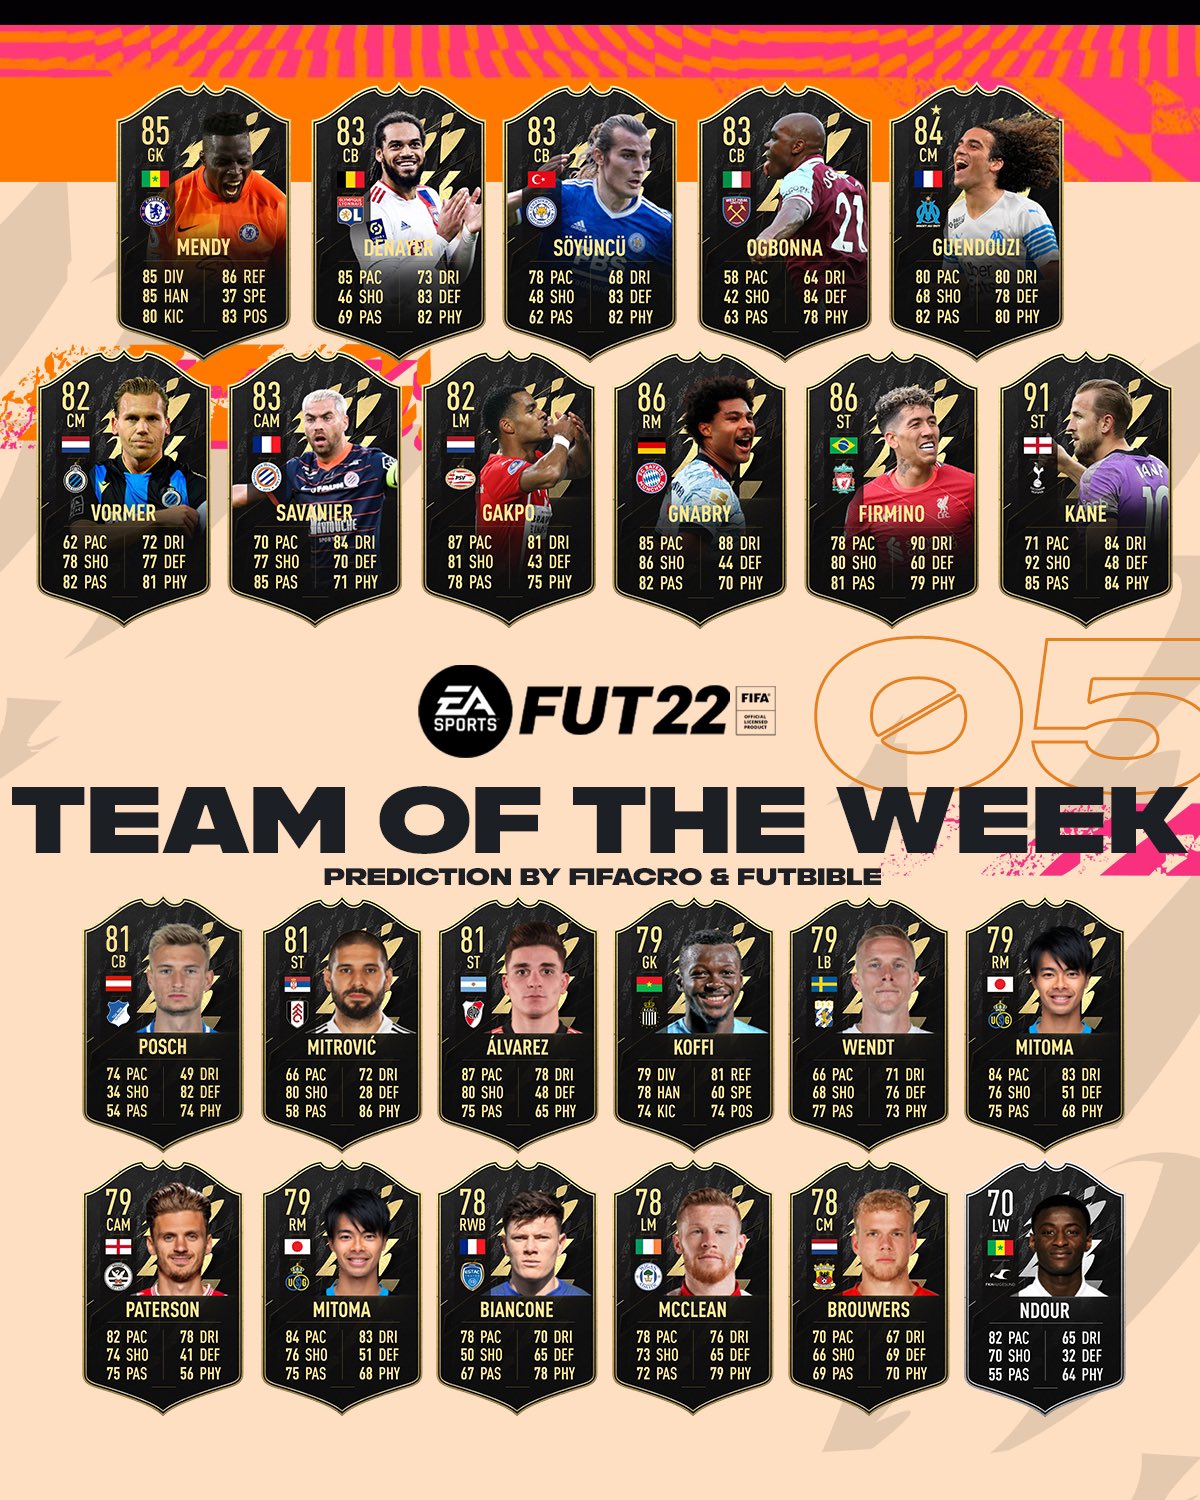 85
GK
MENDY
85 DIV 86 REF
85 HAN 37 SPE
80 KIC 83 POS
83
CB
DENAYER
85 PAC 73 DRI
46 SHO 83 DEF
69 PAS 82 PHY
83
CB
SÖYÜNCÜ
78 PAC 68 DRI
48 SHO 83 DEF
62 PAS 82 PHY
83
CB
21
OGBONNA
58 PAC 64 DRI
42 SHO 84 DEF
63 PAS 78 PHY
84
CM
GUENDOUZI
80 PAC 80 DRI
68 SHO 78 DEF
82 PAS 80 PHY
82
CM
VORMER
62 PAC 72 DRI
78 SHO 77 DEF
82 PAS 81 PHY
83
CAM
SAVANIER
70 PAC 84 DRI
77 SHO 70 DEF
85 PAS 71 PHY
82
LM
PSV
GAKPO
87 PAC 81 DRI
81 SHO 43 DEF
78 PAS 75 PHY
86
RM
GNABRY
85 PAC 88 DRI
86 SHO 44 DEF
82 PAS 70 PHY
86
ST
FIRMINO
78 PAC 90 DRI
80 SHO 60 DEF
81 PAS 79 PHY
91
ST
KANE
10
KANE
71 PAC 84 DRI
92 SHO 48 DEF
85 PAS 84 PHY
05
EA
SPORTS
FUT22
FIFA
OFFICIAL
LICENSED
PRODUCT
TEAM OF THE WEEK
PREDICTION BY FIFACRO & FUTBIBLE
81
CB
POSCH
74 PAC 49 DRI
34 SHO 82 DEF
54 PAS 74 PHY
81
ST
MITROVIĆ
66 PAC 72 DRI
80 SHO 28 DEF
58 PAS 86 PHY
81
ST
ÁLVAREZ
87 PAC 78 DRI
80 SHO 48 DEF
75 PAS 65 PHY
79
GK
KOFFI
79 DIV 81 REF
78 HAN 60 SPE
74 KIC 74 POS
79
LB
WENDT
66 PAC 71 DRI
68 SHO 76 DEF
77 PAS 73 PHY
79
RM
MITOMA
84 PAC 83 DRI
76 SHO 51 DEF
75 PAS 68 PHY
79
CAM
PATERSON
82 PAC 78 DRI
74 SHO 41 DEF
75 PAS 56 PHY
79
RM
MITOMA
84 PAC 83 DRI
76 SHO 51 DEF
75 PAS 68 PHY
78
RWB
BIANCONE
78 PAC 70 DRI
50 SHO 65 DEF
67 PAS 78 PHY
78
LM
MCCLEAN
78 PAC 76 DRI
73 SHO 65 DEF
72 PAS 79 PHY
78
CM
BROUWERS
70 PAC 67 DRI
66 SHO 69 DEF
69 PAS 70 PHY
70
LW
NDOUR
82 PAC 65 DRI
70 SHO 32 DEF
55 PAS 64 PHY